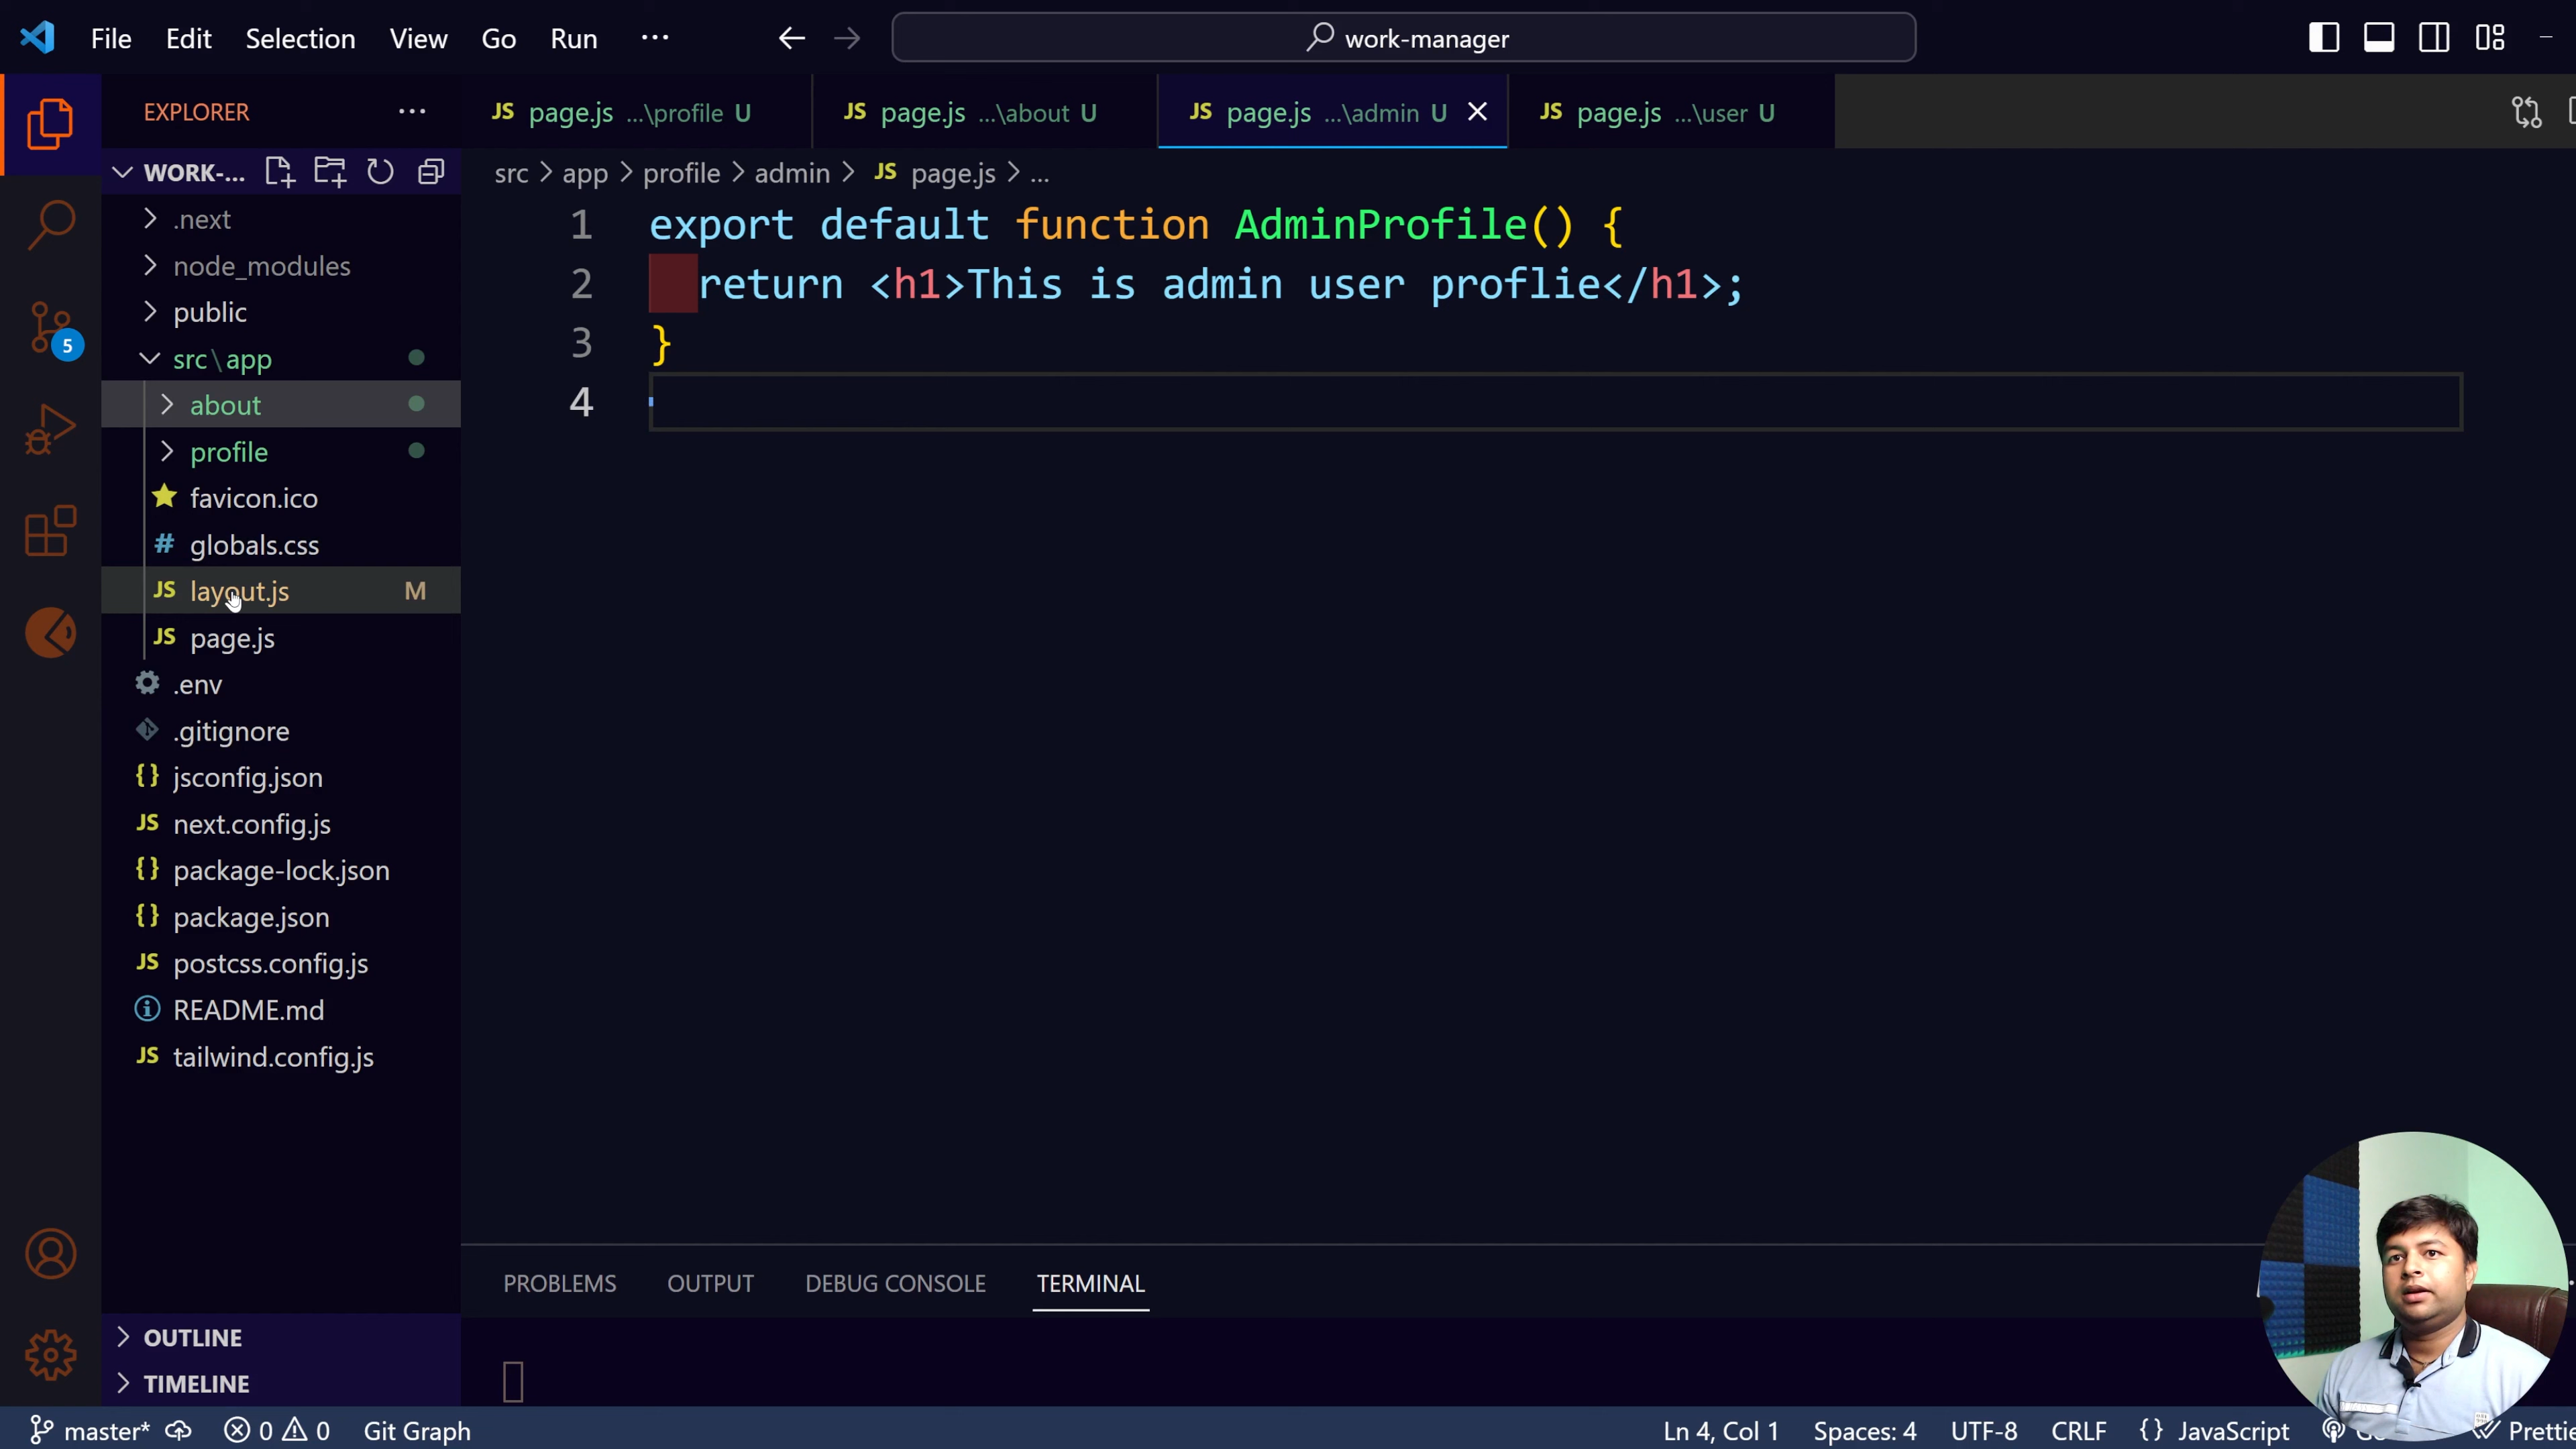 File Edit Selection View Go Run ... work-manager
EXPLORER ...
page.js ...\profile U
page.js ...\about U
page.js ...\admin U
page.js ...\user U
WORK-...
src > app > profile > admin > JS page.js > ...
.next
node_modules
public
src\app
about
profile
favicon.ico
# globals.css
JS layout.js M
JS page.js
.env
.gitignore
{} jsconfig.json
JS next.config.js
{} package-lock.json
{} package.json
JS postcss.config.js
README.md
JS tailwind.config.js
1 export default function AdminProfile() {
2 return <h1>This is admin user proflie</h1>;
3 }
4
5
PROBLEMS OUTPUT DEBUG CONSOLE TERMINAL
OUTLINE
TIMELINE
master* 0 0 Git Graph Ln 4, Col 1 Spaces: 4 UTF-8 CRLF {} JavaScript